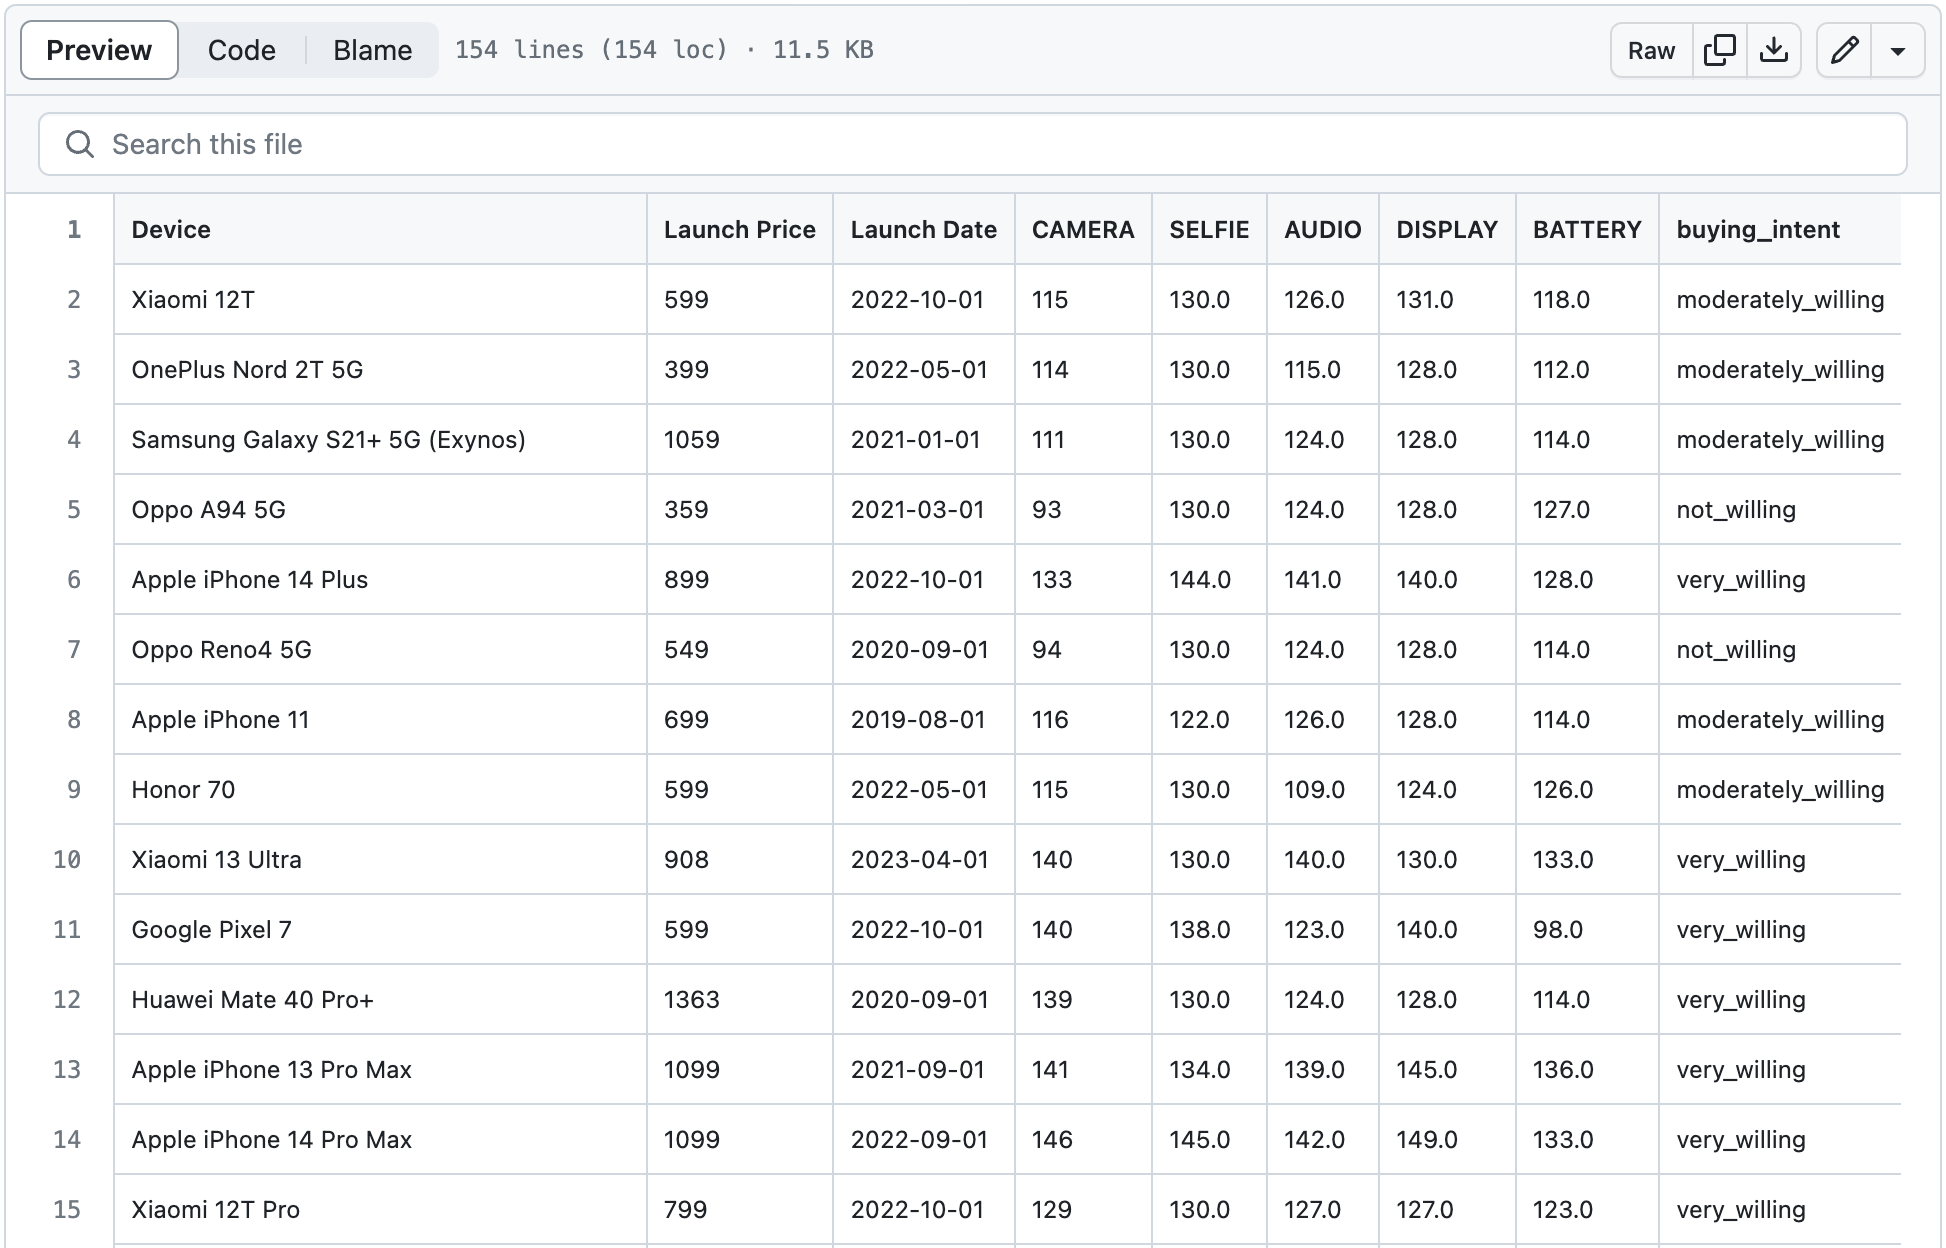 Preview Code Blame 154 lines (154 loc) · 11.5 KB Raw
Search this file
1 Device Launch Price Launch Date CAMERA SELFIE AUDIO DISPLAY BATTERY buying_intent
2 Xiaomi 12T 599 2022-10-01 115 130.0 126.0 131.0 118.0 moderately_willing
3 OnePlus Nord 2T 5G 399 2022-05-01 114 130.0 115.0 128.0 112.0 moderately_willing
4 Samsung Galaxy S21+ 5G (Exynos) 1059 2021-01-01 111 130.0 124.0 128.0 114.0 moderately_willing
5 Oppo A94 5G 359 2021-03-01 93 130.0 124.0 128.0 127.0 not_willing
6 Apple iPhone 14 Plus 899 2022-10-01 133 144.0 141.0 140.0 128.0 very_willing
7 Oppo Reno4 5G 549 2020-09-01 94 130.0 124.0 128.0 114.0 not_willing
8 Apple iPhone 11 699 2019-08-01 116 122.0 126.0 128.0 114.0 moderately_willing
9 Honor 70 599 2022-05-01 115 130.0 109.0 124.0 126.0 moderately_willing
10 Xiaomi 13 Ultra 908 2023-04-01 140 130.0 140.0 130.0 133.0 very_willing
11 Google Pixel 7 599 2022-10-01 140 138.0 123.0 140.0 98.0 very_willing
12 Huawei Mate 40 Pro+ 1363 2020-09-01 139 130.0 124.0 128.0 114.0 very_willing
13 Apple iPhone 13 Pro Max 1099 2021-09-01 141 134.0 139.0 145.0 136.0 very_willing
14 Apple iPhone 14 Pro Max 1099 2022-09-01 146 145.0 142.0 149.0 133.0 very_willing
15 Xiaomi 12T Pro 799 2022-10-01 129 130.0 127.0 127.0 123.0 very_willing